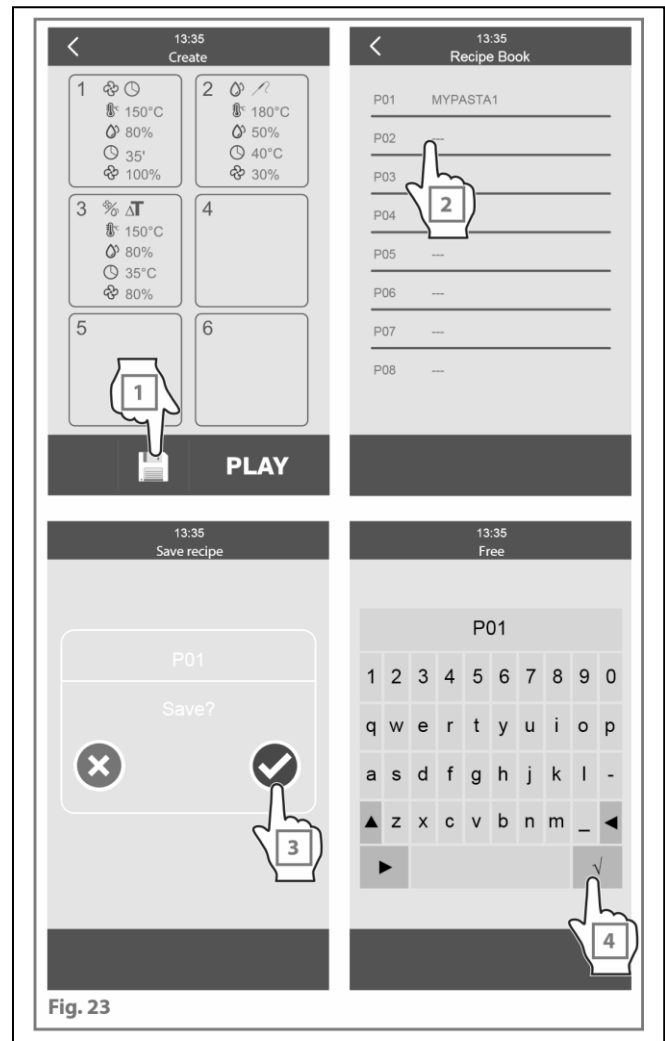 13:35
Create
1
150°C
80%
35'
100%
2
180°C
50%
40°C
30%
3 % ΔT
150°C
80%
35°C
80%
4
5
6
1
PLAY
13:35
Recipe Book
P01 MYPASTA1
P02 ---
P03
P04
P05 ---
P06 ---
P07 ---
P08 ---
2
13:35
Save recipe
P01
Save?
3
13:35
Free
P01
1 2 3 4 5 6 7 8 9 0
q w e r t y u i o p
a s d f g h j k l -
▲ z x c v b n m _ ◄
► √
4
Fig. 23